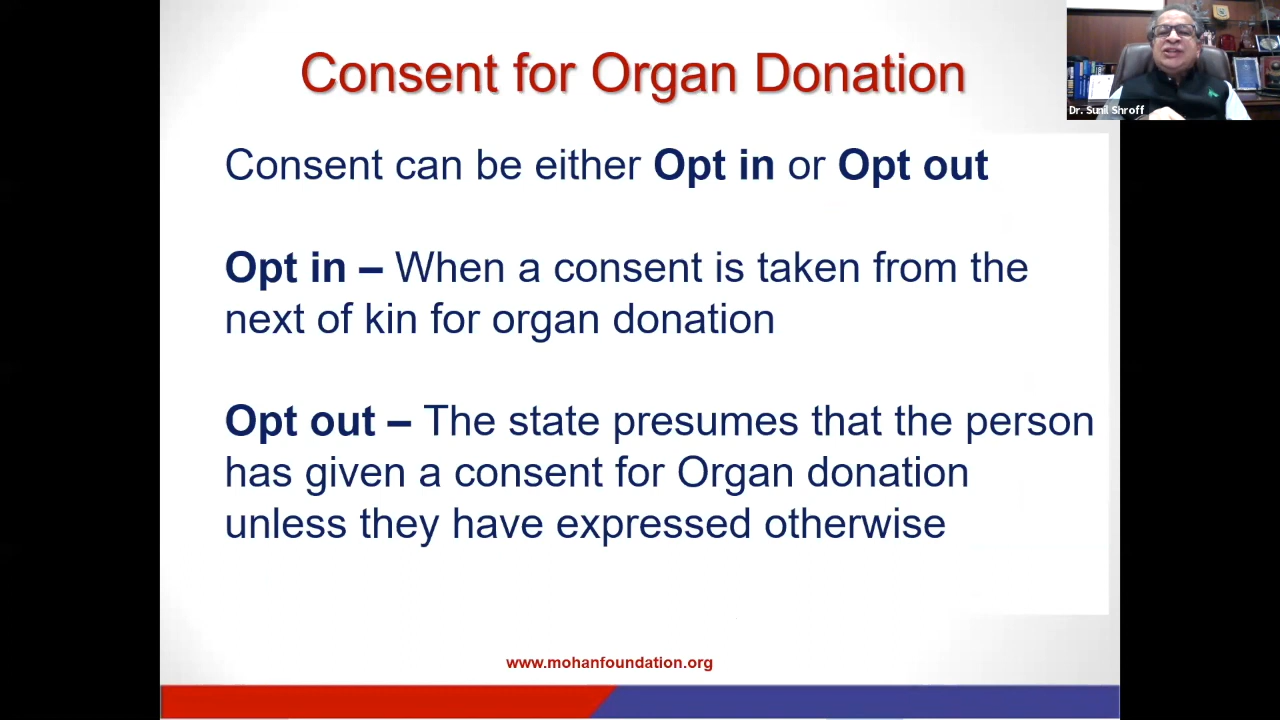 Consent for Organ Donation
Dr. Sunil Shroff
Consent can be either Opt in or Opt out
Opt in – When a consent is taken from the
next of kin for organ donation
Opt out – The state presumes that the person
has given a consent for Organ donation
unless they have expressed otherwise
www.mohanfoundation.org